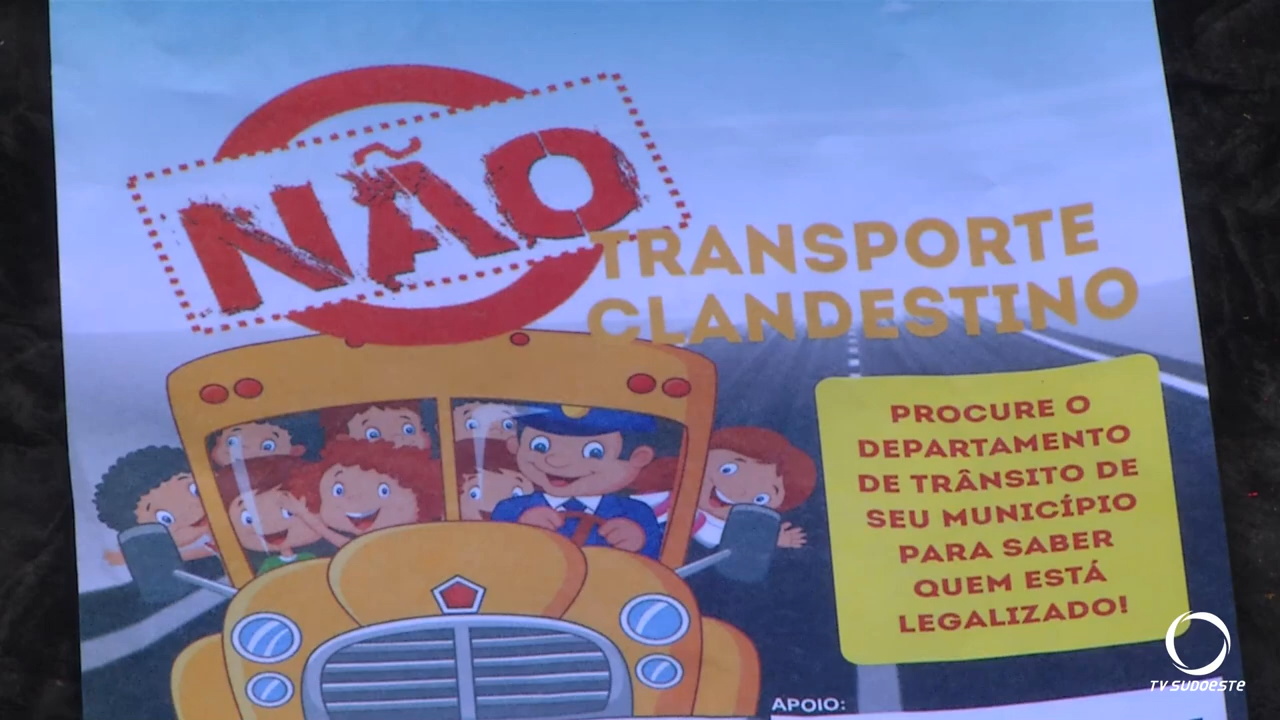 NÃO
TRANSPORTE
CLANDESTINO
PROCURE O
DEPARTAMENTO
DE TRÂNSITO DE
SEU MUNICÍPIO
PARA SABER
QUEM ESTÁ
LEGALIZADO!
APOIO:
TV SUDOESTE